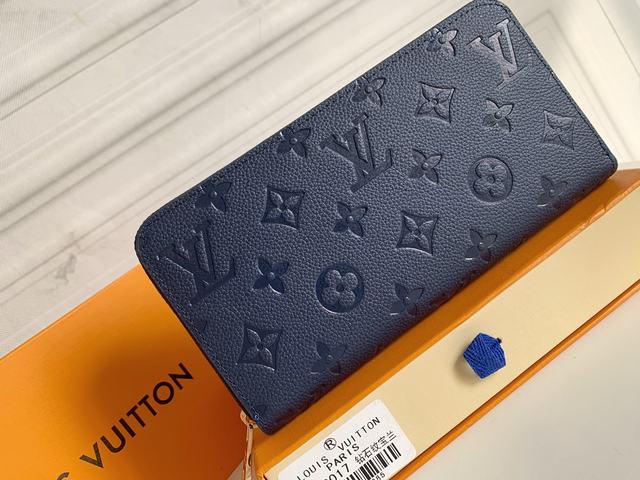 LV
LV
LV
VUITTON
®
LOUIS VUITTON
PARIS
017 钻石纹宝兰